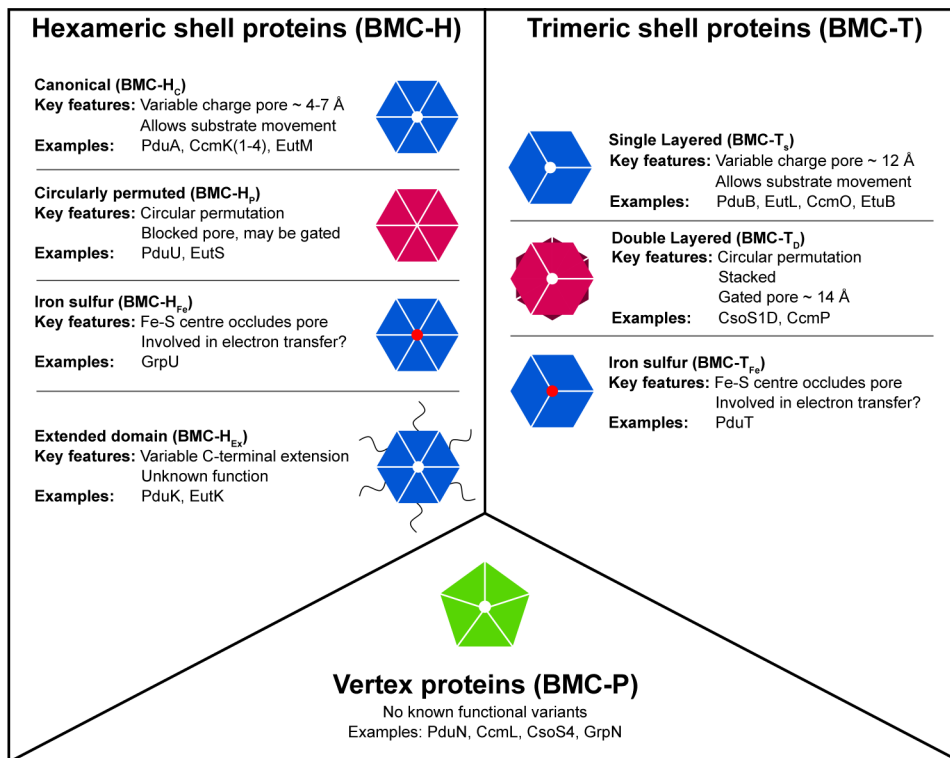 Hexameric shell proteins (BMC-H)
Canonical (BMC-Hc)
Key features: Variable charge pore ~ 4-7 Å
Allows substrate movement
Examples: PduA, CcmK(1-4), EutM
Circularly permuted (BMC-HP)
Key features: Circular permutation
Blocked pore, may be gated
Examples: PduU, EutS
Iron sulfur (BMC-HFe)
Key features: Fe-S centre occludes pore
Involved in electron transfer?
Examples: GrpU
Extended domain (BMC-HEx)
Key features: Variable C-terminal extension
Unknown function
Examples: PduK, EutK
Trimeric shell proteins (BMC-T)
Single Layered (BMC-Ts)
Key features: Variable charge pore ~ 12 Å
Allows substrate movement
Examples: PduB, EutL, CcmO, EtuB
Double Layered (BMC-TD)
Key features: Circular permutation
Stacked
Gated pore ~ 14 Å
Examples: CsoS1D, CcmP
Iron sulfur (BMC-TFe)
Key features: Fe-S centre occludes pore
Involved in electron transfer?
Examples: PduT
Vertex proteins (BMC-P)
No known functional variants
Examples: PduN, CcmL, CsoS4, GrpN